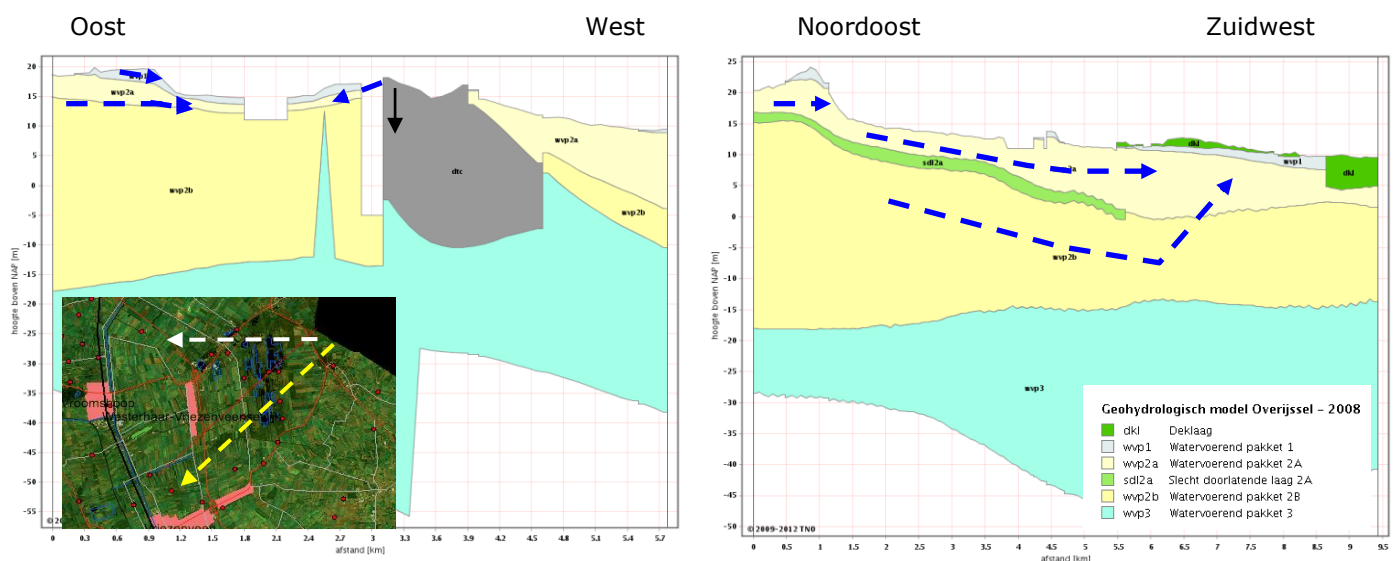 Oost West
Noordoost Zuidwest
hoogte boven NAP [m]
20
15
10
5
0
-5
-10
-15
-20
-25
-30
-35
-40
-45
-50
-55
wvp1
wvp2a
wvp2b
dtc
wvp2a
wvp2b
roomshoop
Westerhaar-Vriezenveensewijk
© 20
0 0.3 0.6 0.9 1.2 1.5 1.8 2.1 2.4 2.7 3.0 3.3 3.6 3.9 4.2 4.5 4.8 5.1 5.4 5.7
afstand [km]
hoogte boven NAP [m]
25
20
15
10
5
0
-5
-10
-15
-20
-25
-30
-35
-40
-45
-50
sdl2a
dkl
wvp1
dkl
wvp2b
wvp3
Geohydrologisch model Overijssel – 2008
dkl Deklaag
wvp1 Watervoerend pakket 1
wvp2a Watervoerend pakket 2A
sdl2a Slecht doorlatende laag 2A
wvp2b Watervoerend pakket 2B
wvp3 Watervoerend pakket 3
© 2009-2012 TNO
0 0.5 1 1.5 2 2.5 3 3.5 4 4.5 5 5.5 6 6.5 7 7.5 8 8.5 9 9.5
afstand [km]